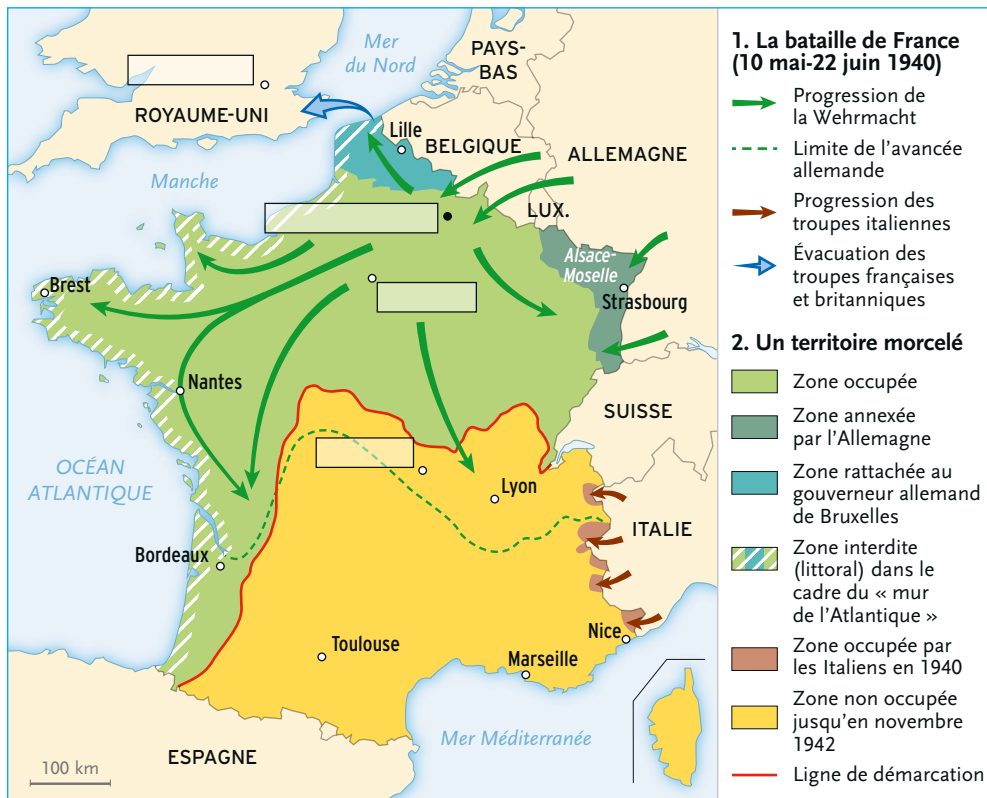 Mer
du Nord
PAYS-
BAS
ROYAUME-UNI
Lille
BELGIQUE
ALLEMAGNE
Manche
LUX.
Alsace-
Moselle
Strasbourg
Brest
Nantes
SUISSE
OCÉAN
ATLANTIQUE
Lyon
ITALIE
Bordeaux
Nice
Toulouse
Marseille
Mer Méditerranée
ESPAGNE
100 km
1. La bataille de France
(10 mai-22 juin 1940)
Progression de
la Wehrmacht
Limite de l’avancée
allemande
Progression des
troupes italiennes
Évacuation des
troupes françaises
et britanniques
2. Un territoire morcelé
Zone occupée
Zone annexée
par l’Allemagne
Zone rattachée au
gouverneur allemand
de Bruxelles
Zone interdite
(littoral) dans le
cadre du « mur
de l’Atlantique »
Zone occupée par
les Italiens en 1940
Zone non occupée
jusqu’en novembre
1942
Ligne de démarcation